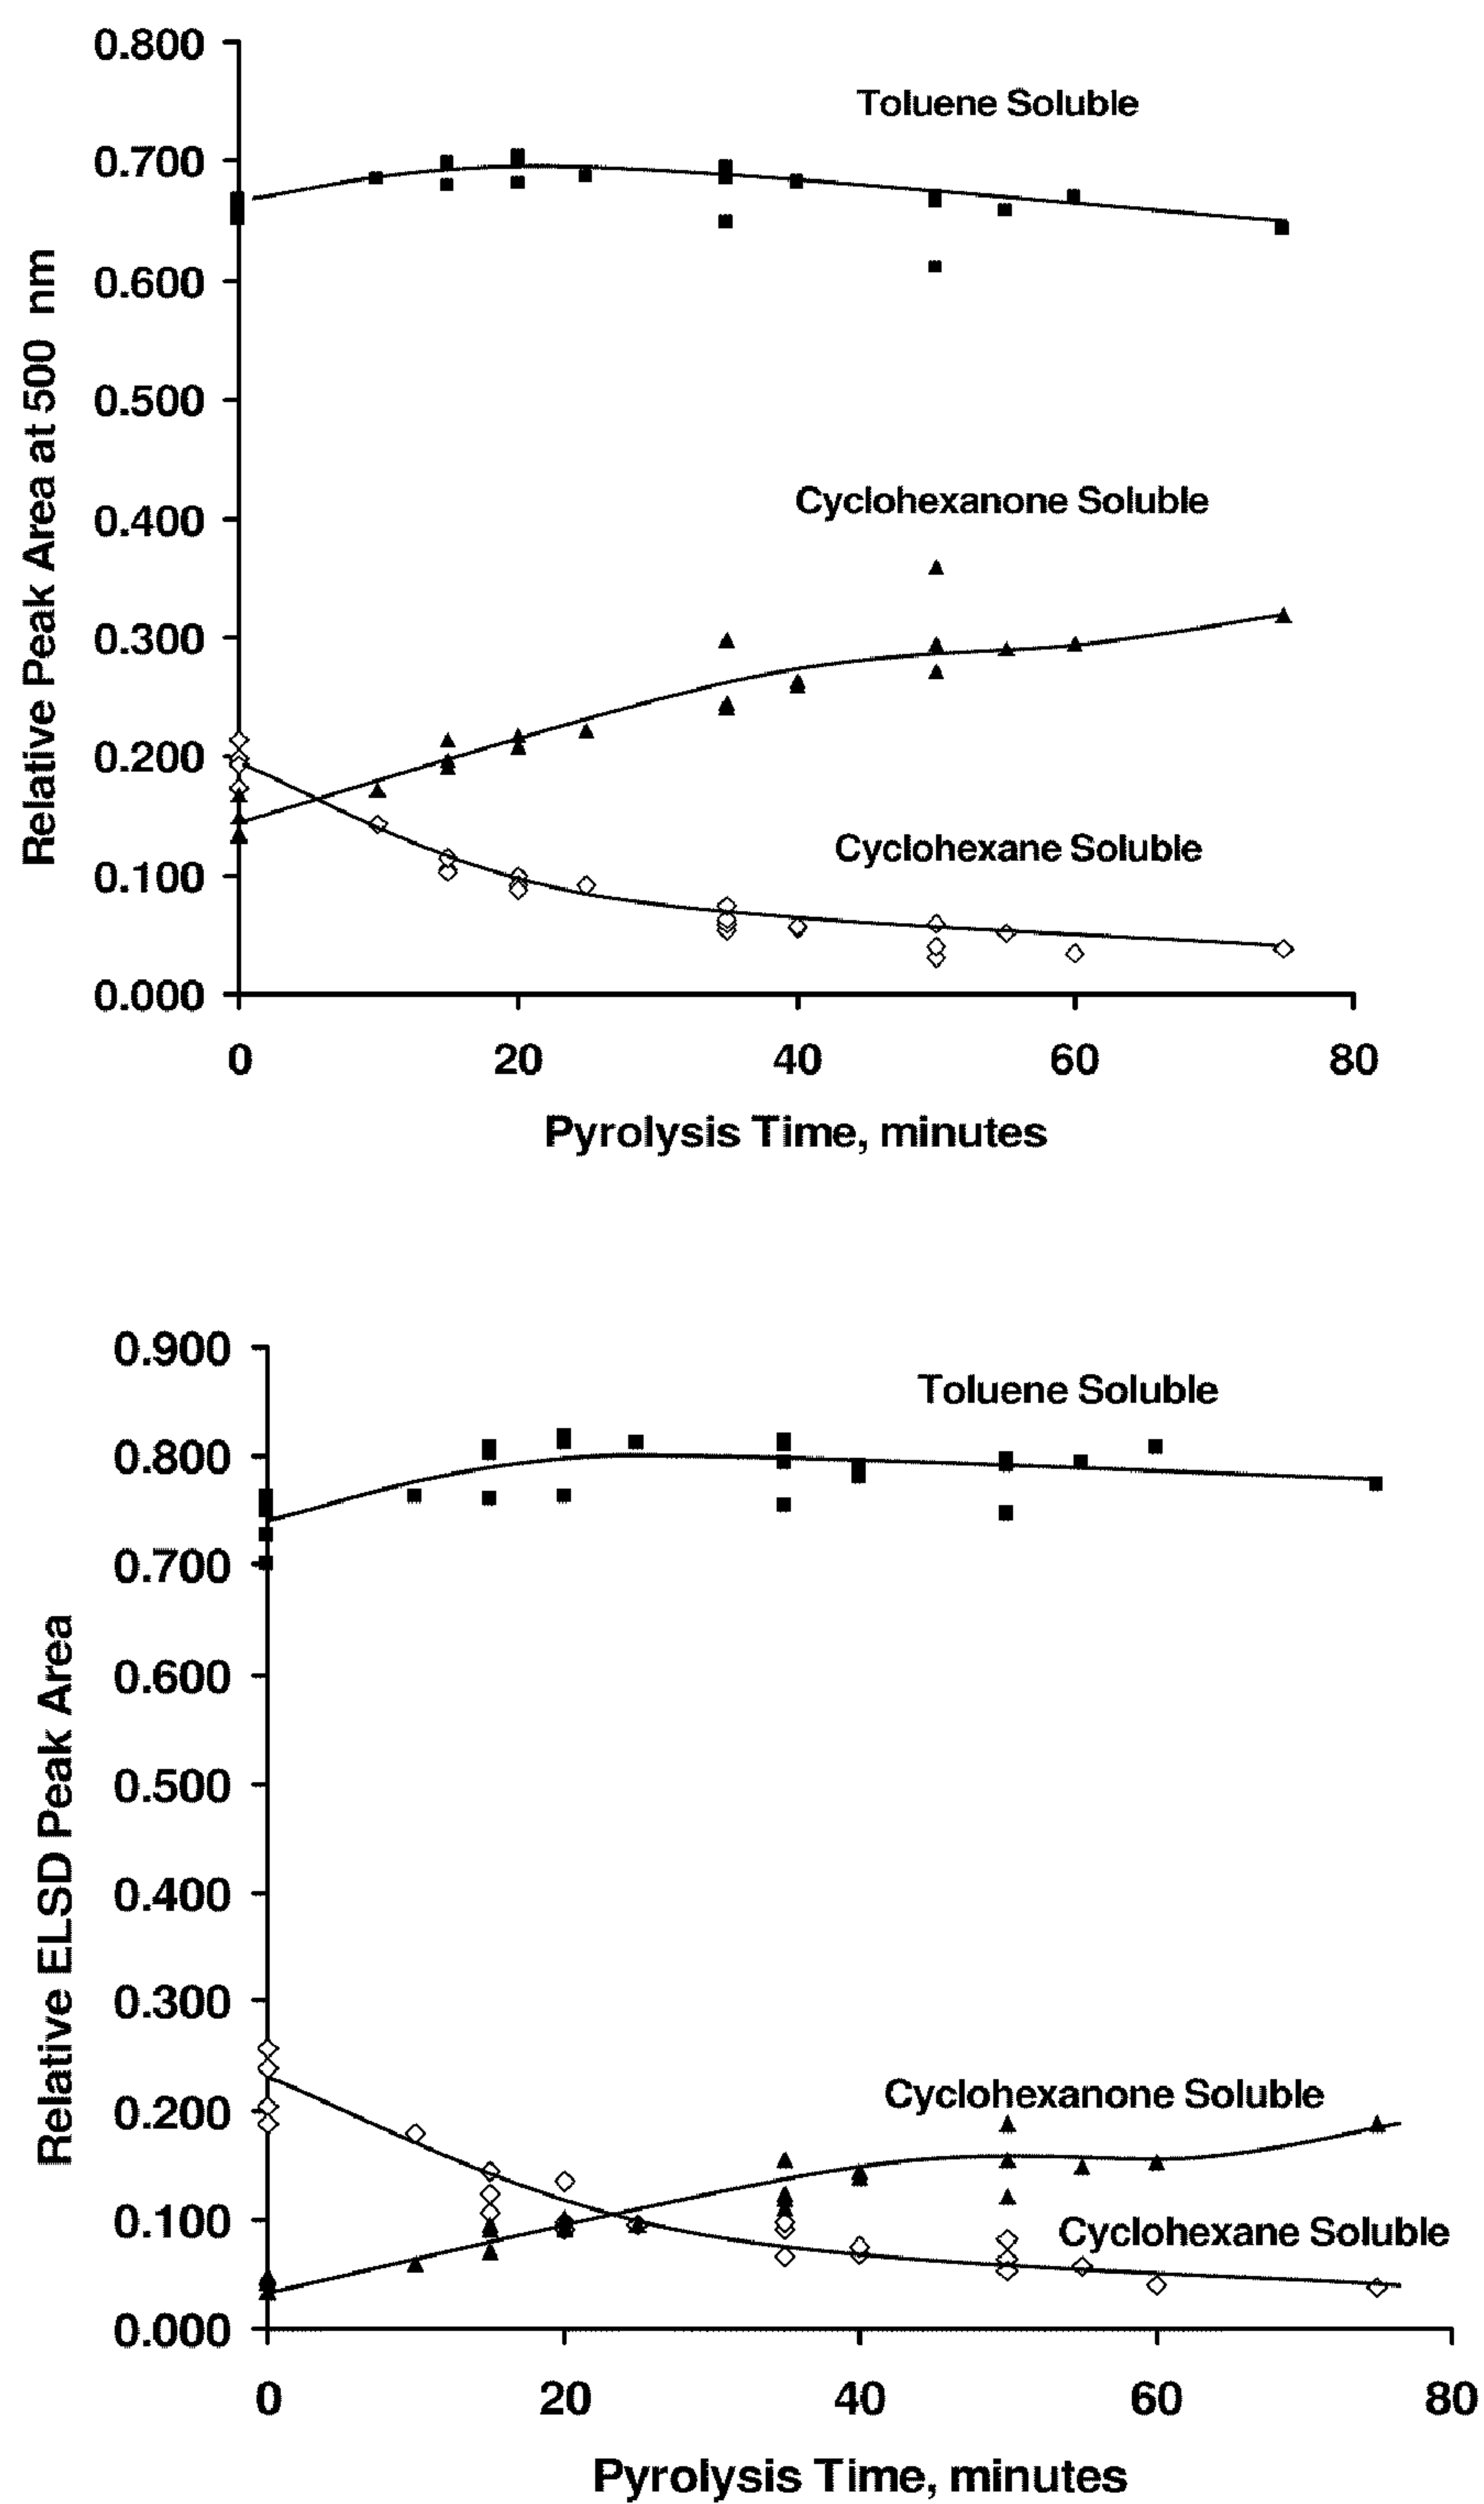 0.800
Toluene Soluble
0.700
0.600
0.500
Cyclohexanone Soluble
0.400
0.300
0.200
Cyclohexane Soluble
0.100
0.000
Relative Peak Area at 500 nm
0 20 40 60 80
Pyrolysis Time, minutes
0.900
Toluene Soluble
0.800
0.700
0.600
0.500
0.400
0.300
Cyclohexanone Soluble
0.200
0.100
Cyclohexane Soluble
0.000
Relative ELSD Peak Area
0 20 40 60 80
Pyrolysis Time, minutes